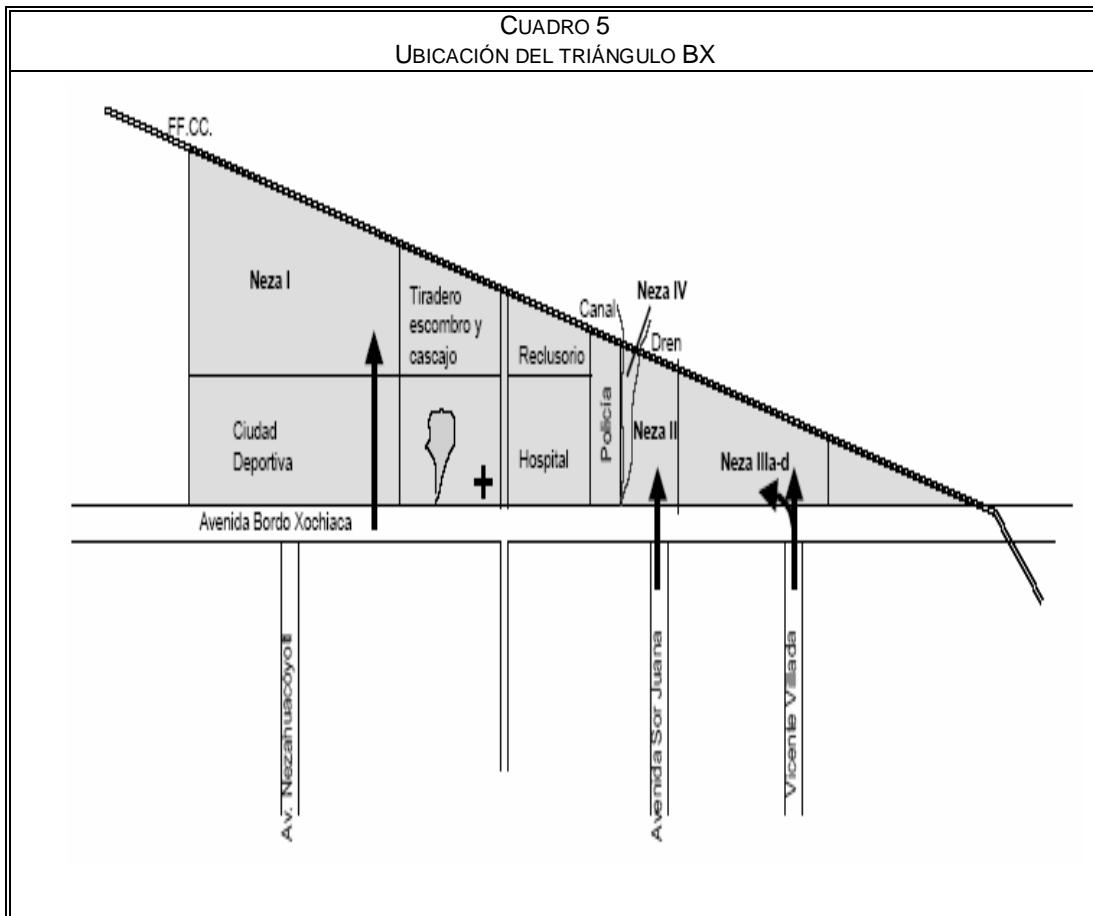 CUADRO 5
UBICACIÓN DEL TRIÁNGULO BX
FF.CC.
Neza I
Tiradero
escombro y
cascajo
Canal
Neza IV
Dren
Reclusorio
Policía
Ciudad
Deportiva
Hospital
Neza II
Neza IIIa-d
Avenida Bordo Xochiaca
Av. Nezahuacóyotl
Avenida Sor Juana
Vicente Villada